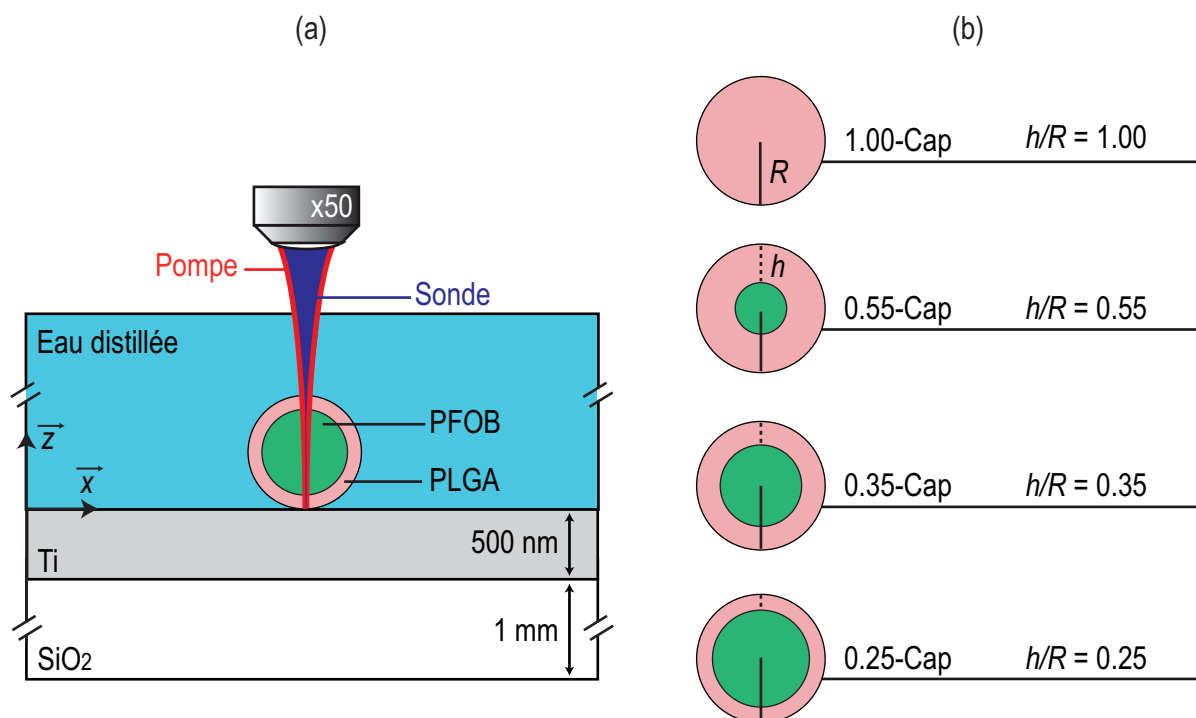 (a)
(b)
x50
Pompe
Sonde
Eau distillée
PFOB
PLGA
z
x
500 nm
Ti
1 mm
SiO2
1.00-Cap h/R = 1.00
R
h
0.55-Cap h/R = 0.55
0.35-Cap h/R = 0.35
0.25-Cap h/R = 0.25